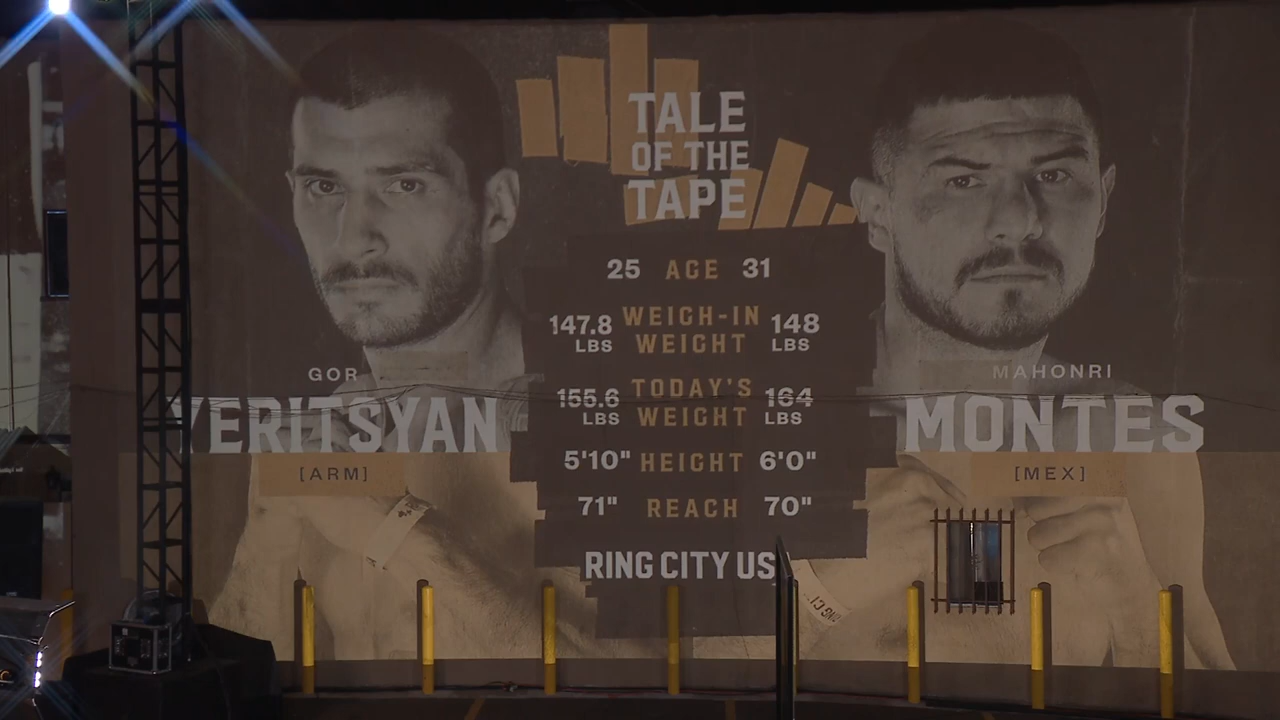 TALE
OF THE
TAPE
25 AGE 31
147.8 LBS WEIGH-IN WEIGHT 148 LBS
155.6 LBS TODAY'S WEIGHT 164 LBS
5'10" HEIGHT 6'0"
71" REACH 70"
RING CITY US
GOR
YERITSYAN
[ARM]
MAHONRI
MONTES
[MEX]